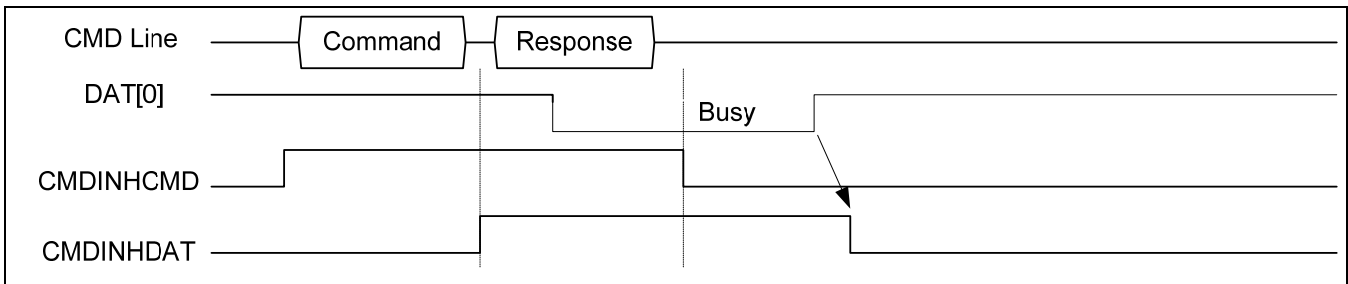 CMD Line
Command
Response
DAT[0]
Busy
CMDINHCMD
CMDINHDAT